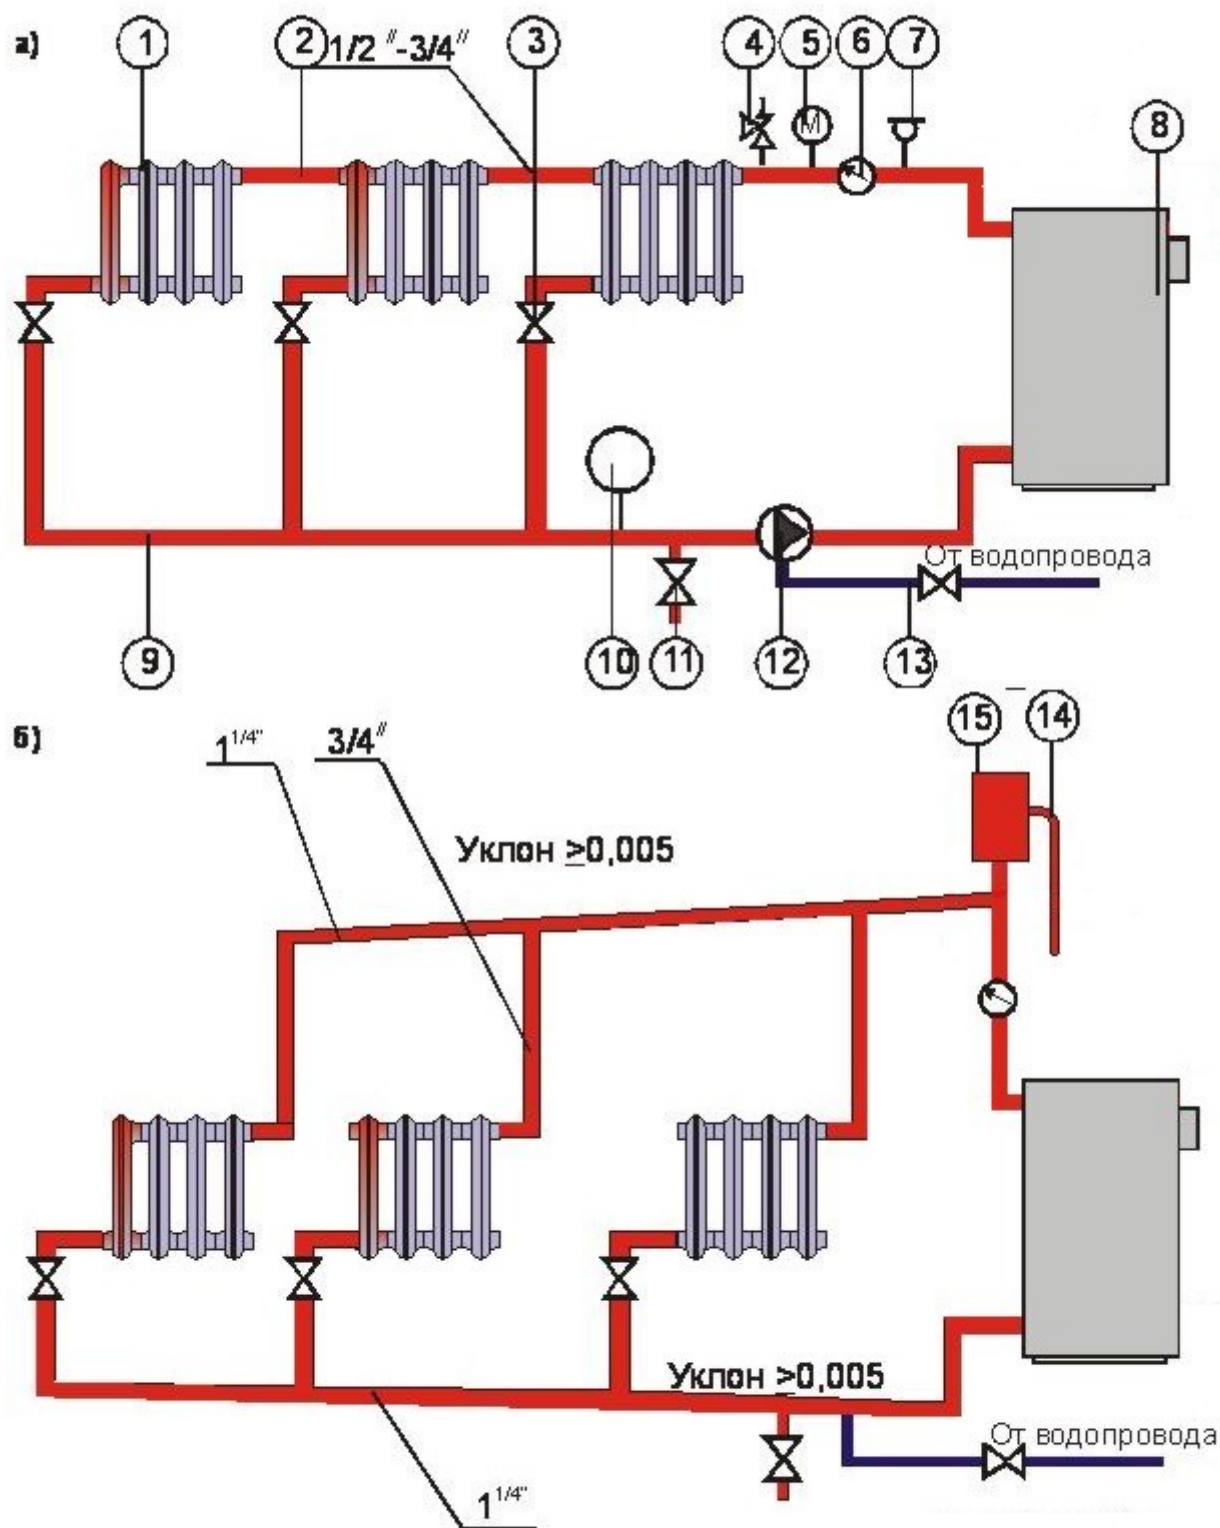 а) 1 2 1/2 "-3/4" 3 4 5 6 7
M
8
От водопровода
9 10 11 12 13
б) 1 1/4" 3/4" 15 14
Уклон ≥0,005
Уклон ≥0,005
От водопровода
1 1/4"